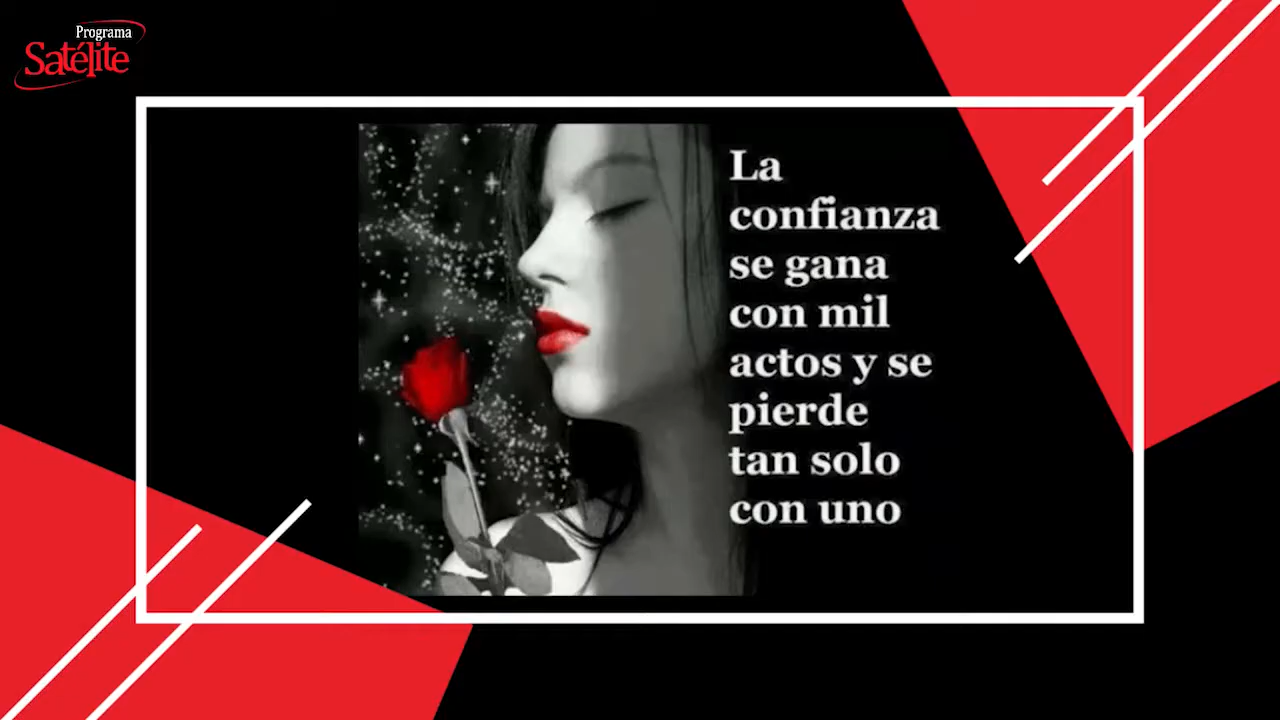 Programa
Satélite
La
confianza
se gana
con mil
actos y se
pierde
tan solo
con uno